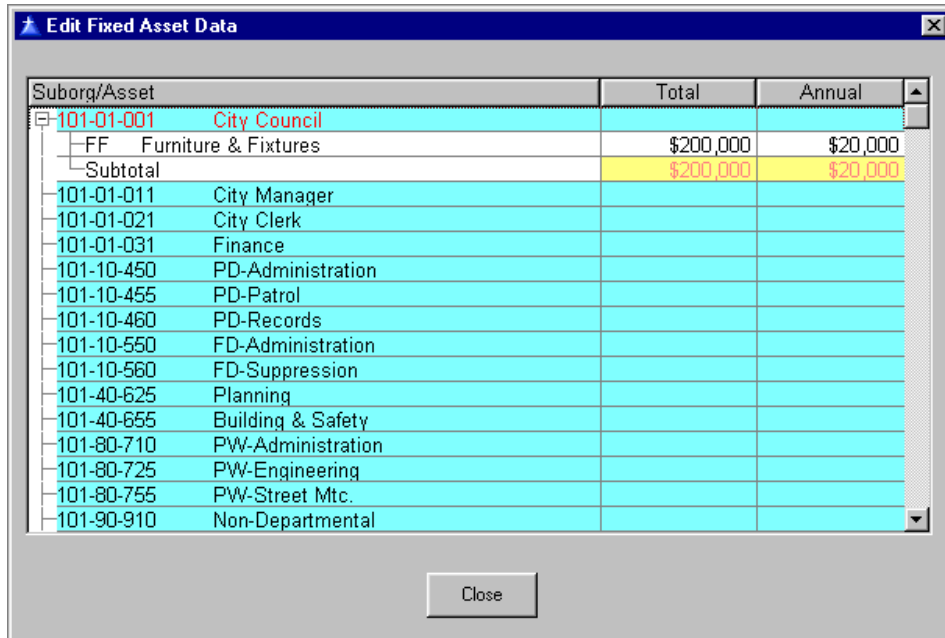 Edit Fixed Asset Data
Suborg/Asset Total Annual
101-01-001 City Council
FF Furniture & Fixtures $200,000 $20,000
Subtotal $200,000 $20,000
101-01-011 City Manager
101-01-021 City Clerk
101-01-031 Finance
101-10-450 PD-Administration
101-10-455 PD-Patrol
101-10-460 PD-Records
101-10-550 FD-Administration
101-10-560 FD-Suppression
101-40-625 Planning
101-40-655 Building & Safety
101-80-710 PW-Administration
101-80-725 PW-Engineering
101-80-755 PW-Street Mtc.
101-90-910 Non-Departmental
Close